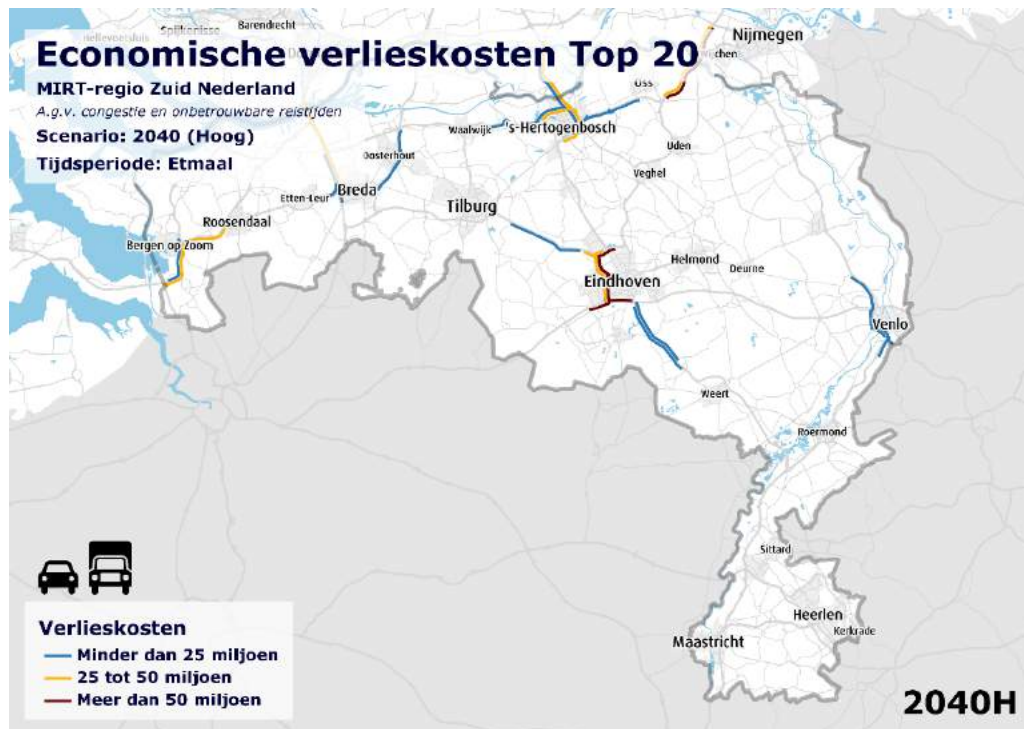 Barendrecht
Spijkenisse
Nijmegen
Economische verlieskosten Top 20
MIRT-regio Zuid Nederland
A.g.v. congestie en onbetrouwbare reistijden
Scenario: 2040 (Hoog)
Tijdsperiode: Etmaal
Oss
Waalwijk
's-Hertogenbosch
Oosterhout
Uden
Veghel
Etten-Leur
Breda
Tilburg
Roosendaal
Bergen op Zoom
Helmond
Deurne
Eindhoven
Venlo
Weert
Roermond
Sittard
Heerlen
Kerkrade
Maastricht
Verlieskosten
Minder dan 25 miljoen
25 tot 50 miljoen
Meer dan 50 miljoen
2040H